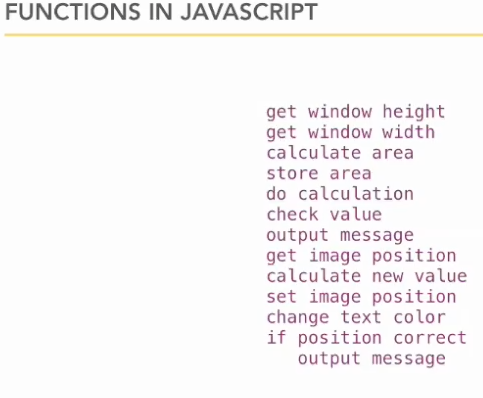 FUNCTIONS IN JAVASCRIPT
get window height
get window width
calculate area
store area
do calculation
check value
output message
get image position
calculate new value
set image position
change text color
if position correct
output message